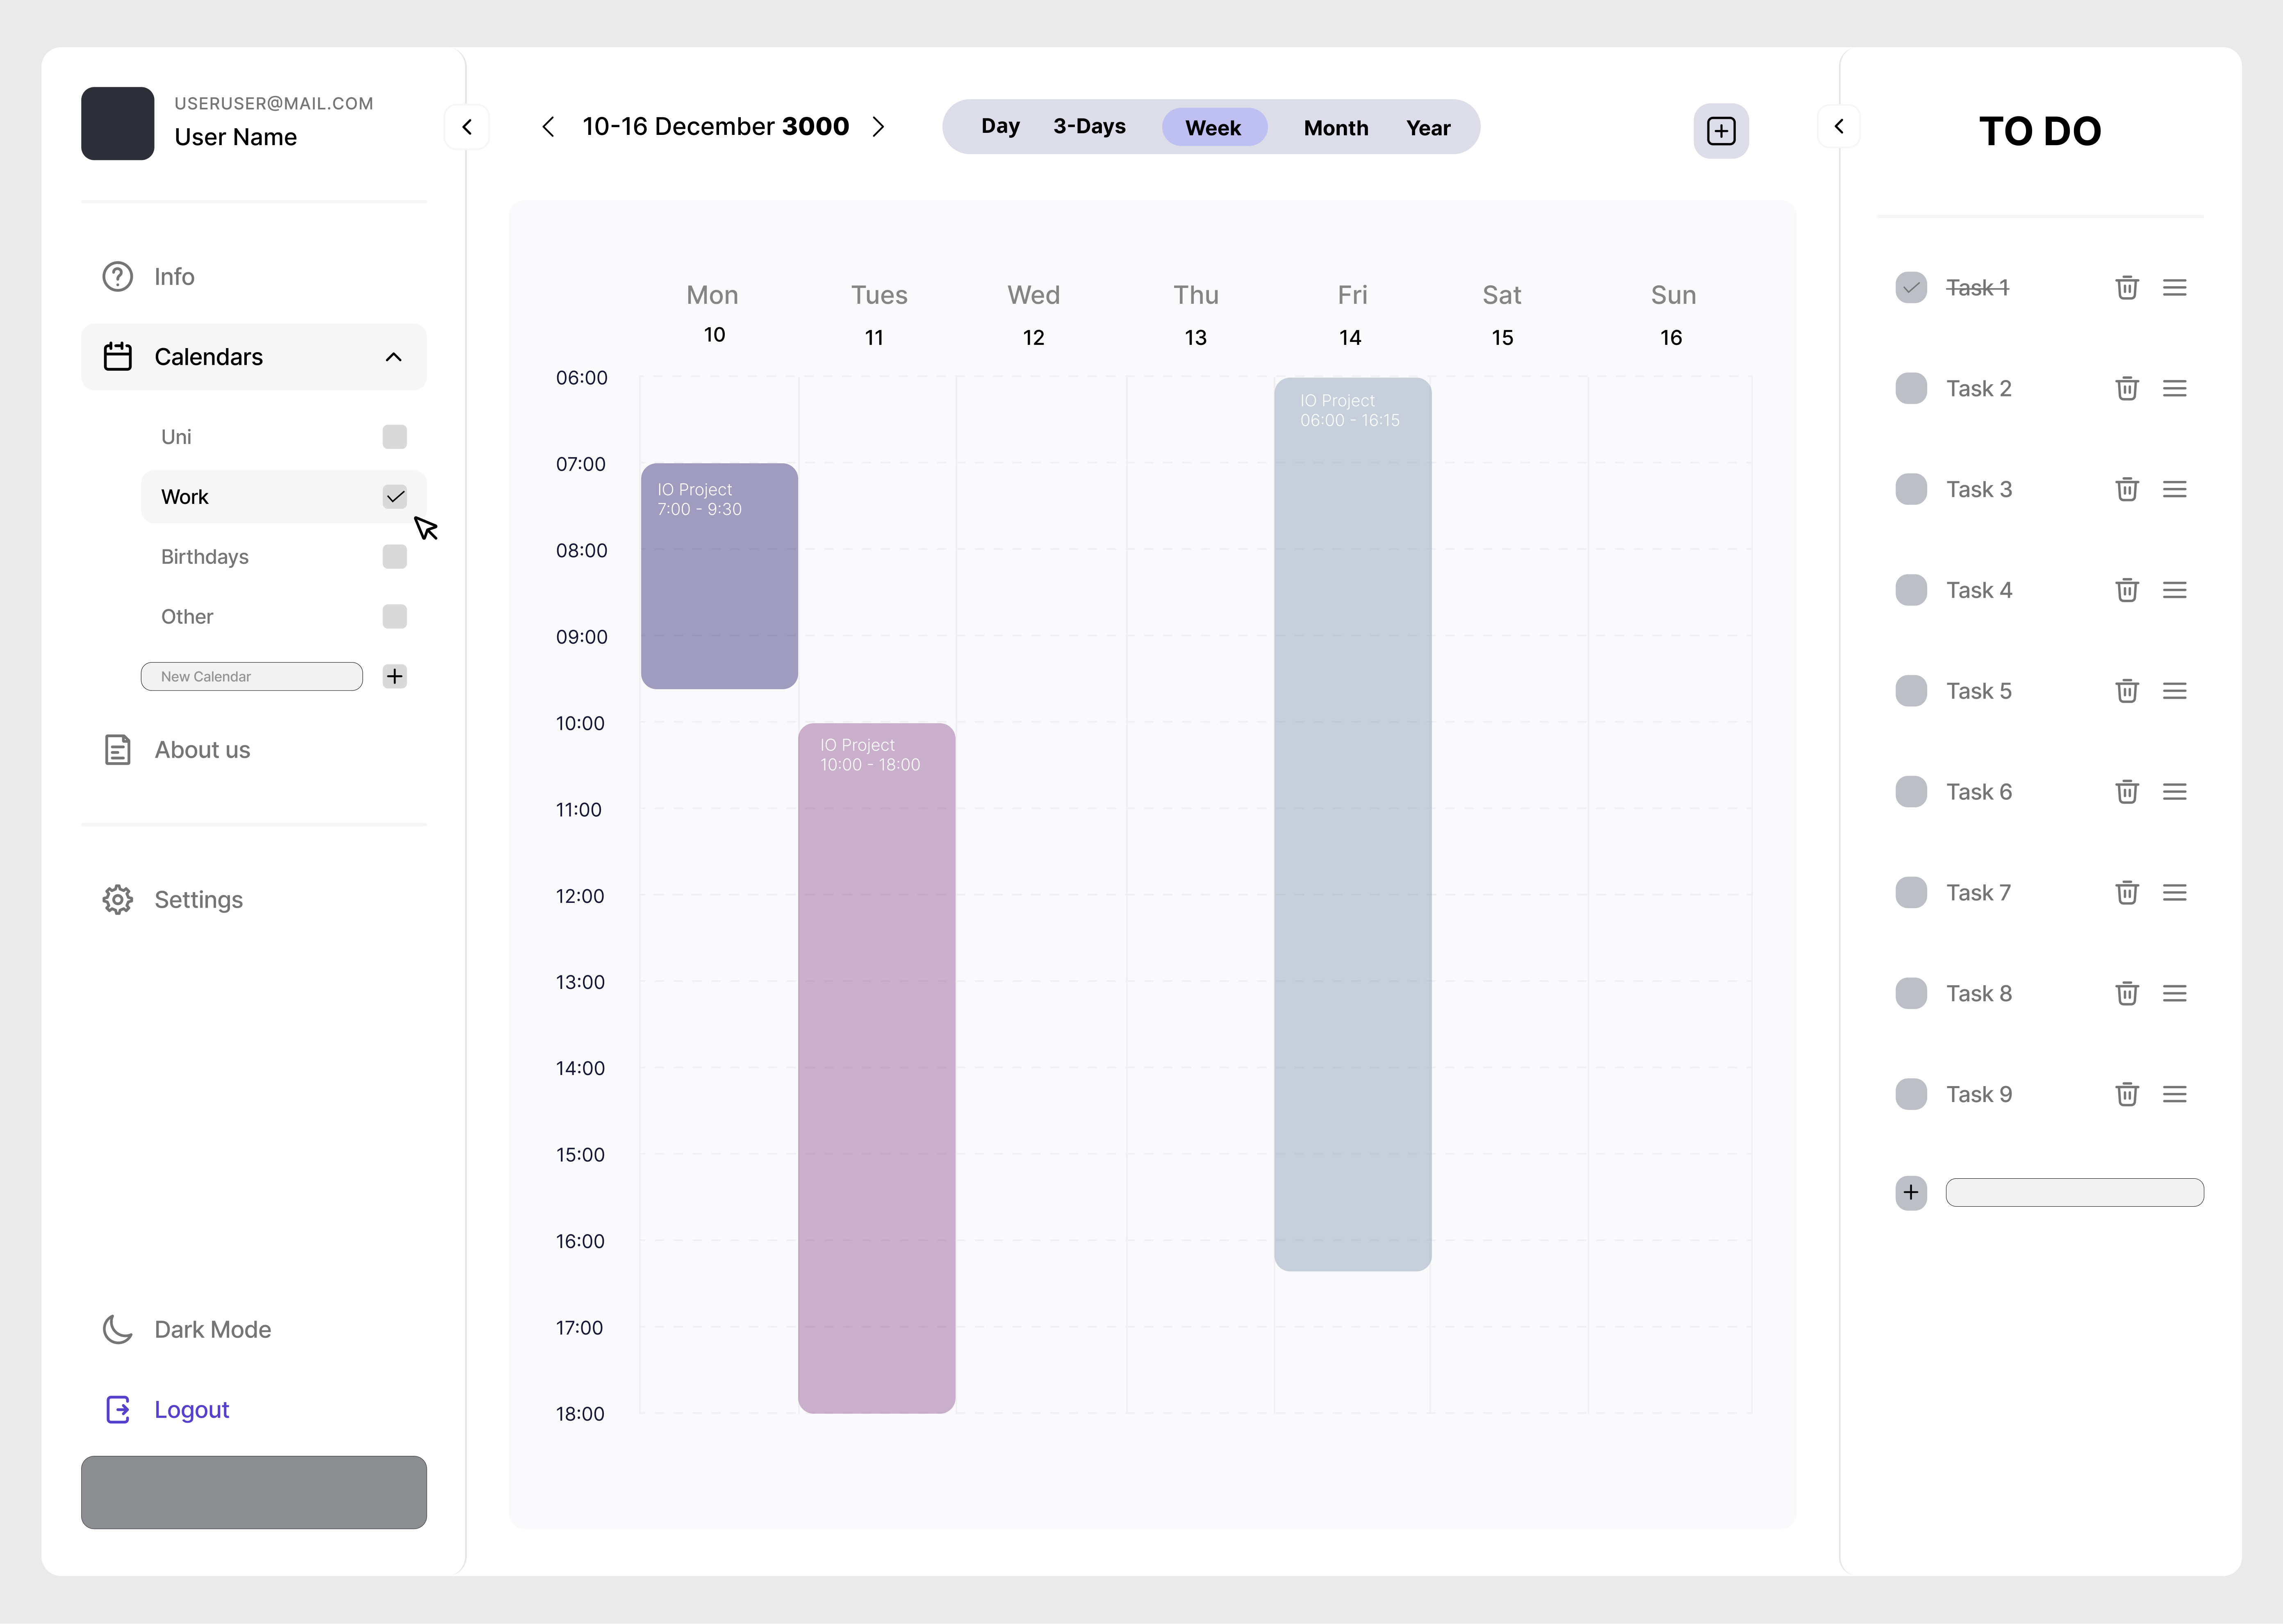 USERUSER@MAIL.COM
User Name
Info
Calendars
Uni
Work
Birthdays
Other
New Calendar
About us
Settings
Dark Mode
Logout
10-16 December 3000
Day 3-Days Week Month Year
Mon Tues Wed Thu Fri Sat Sun
10 11 12 13 14 15 16
06:00
07:00
08:00
09:00
10:00
11:00
12:00
13:00
14:00
15:00
16:00
17:00
18:00
IO Project
7:00 - 9:30
IO Project
10:00 - 18:00
IO Project
06:00 - 16:15
TO DO
Task 1
Task 2
Task 3
Task 4
Task 5
Task 6
Task 7
Task 8
Task 9